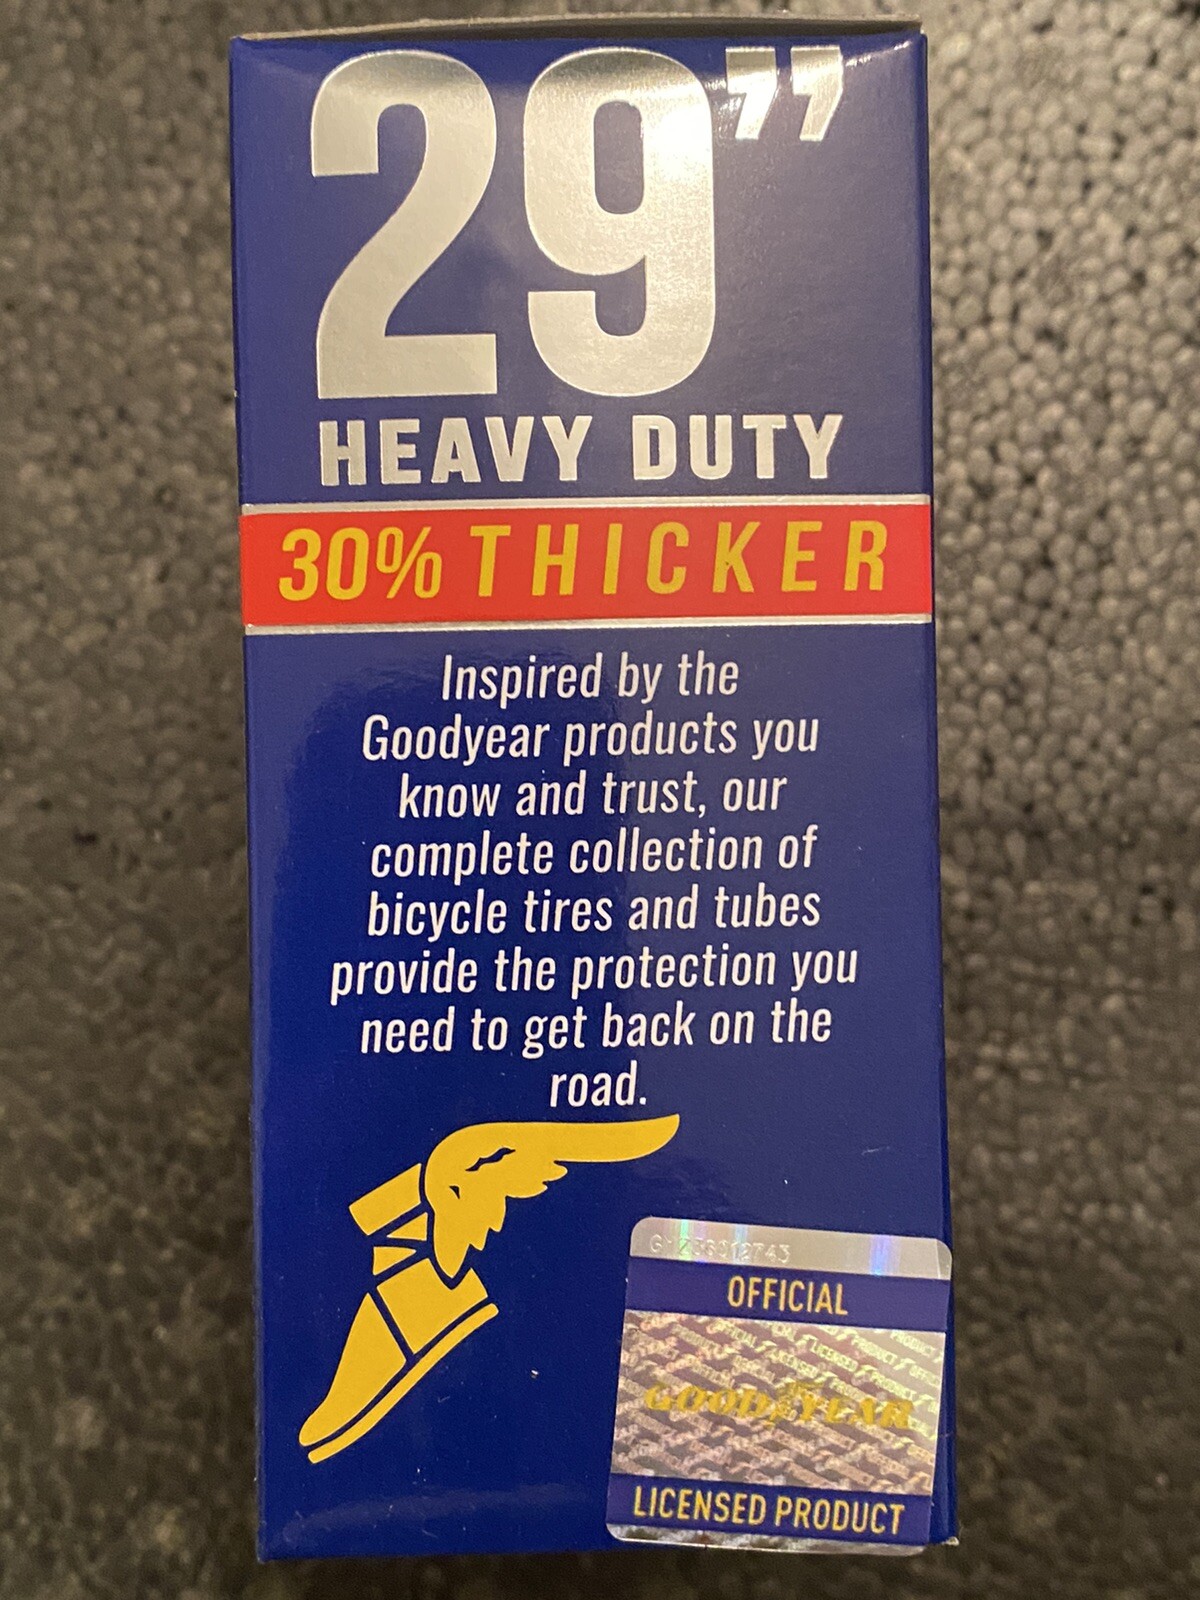 29”
HEAVY DUTY
30% THICKER
Inspired by the
Goodyear products you
know and trust, our
complete collection of
bicycle tires and tubes
provide the protection you
need to get back on the
road.
OFFICIAL
GOODYEAR
LICENSED PRODUCT